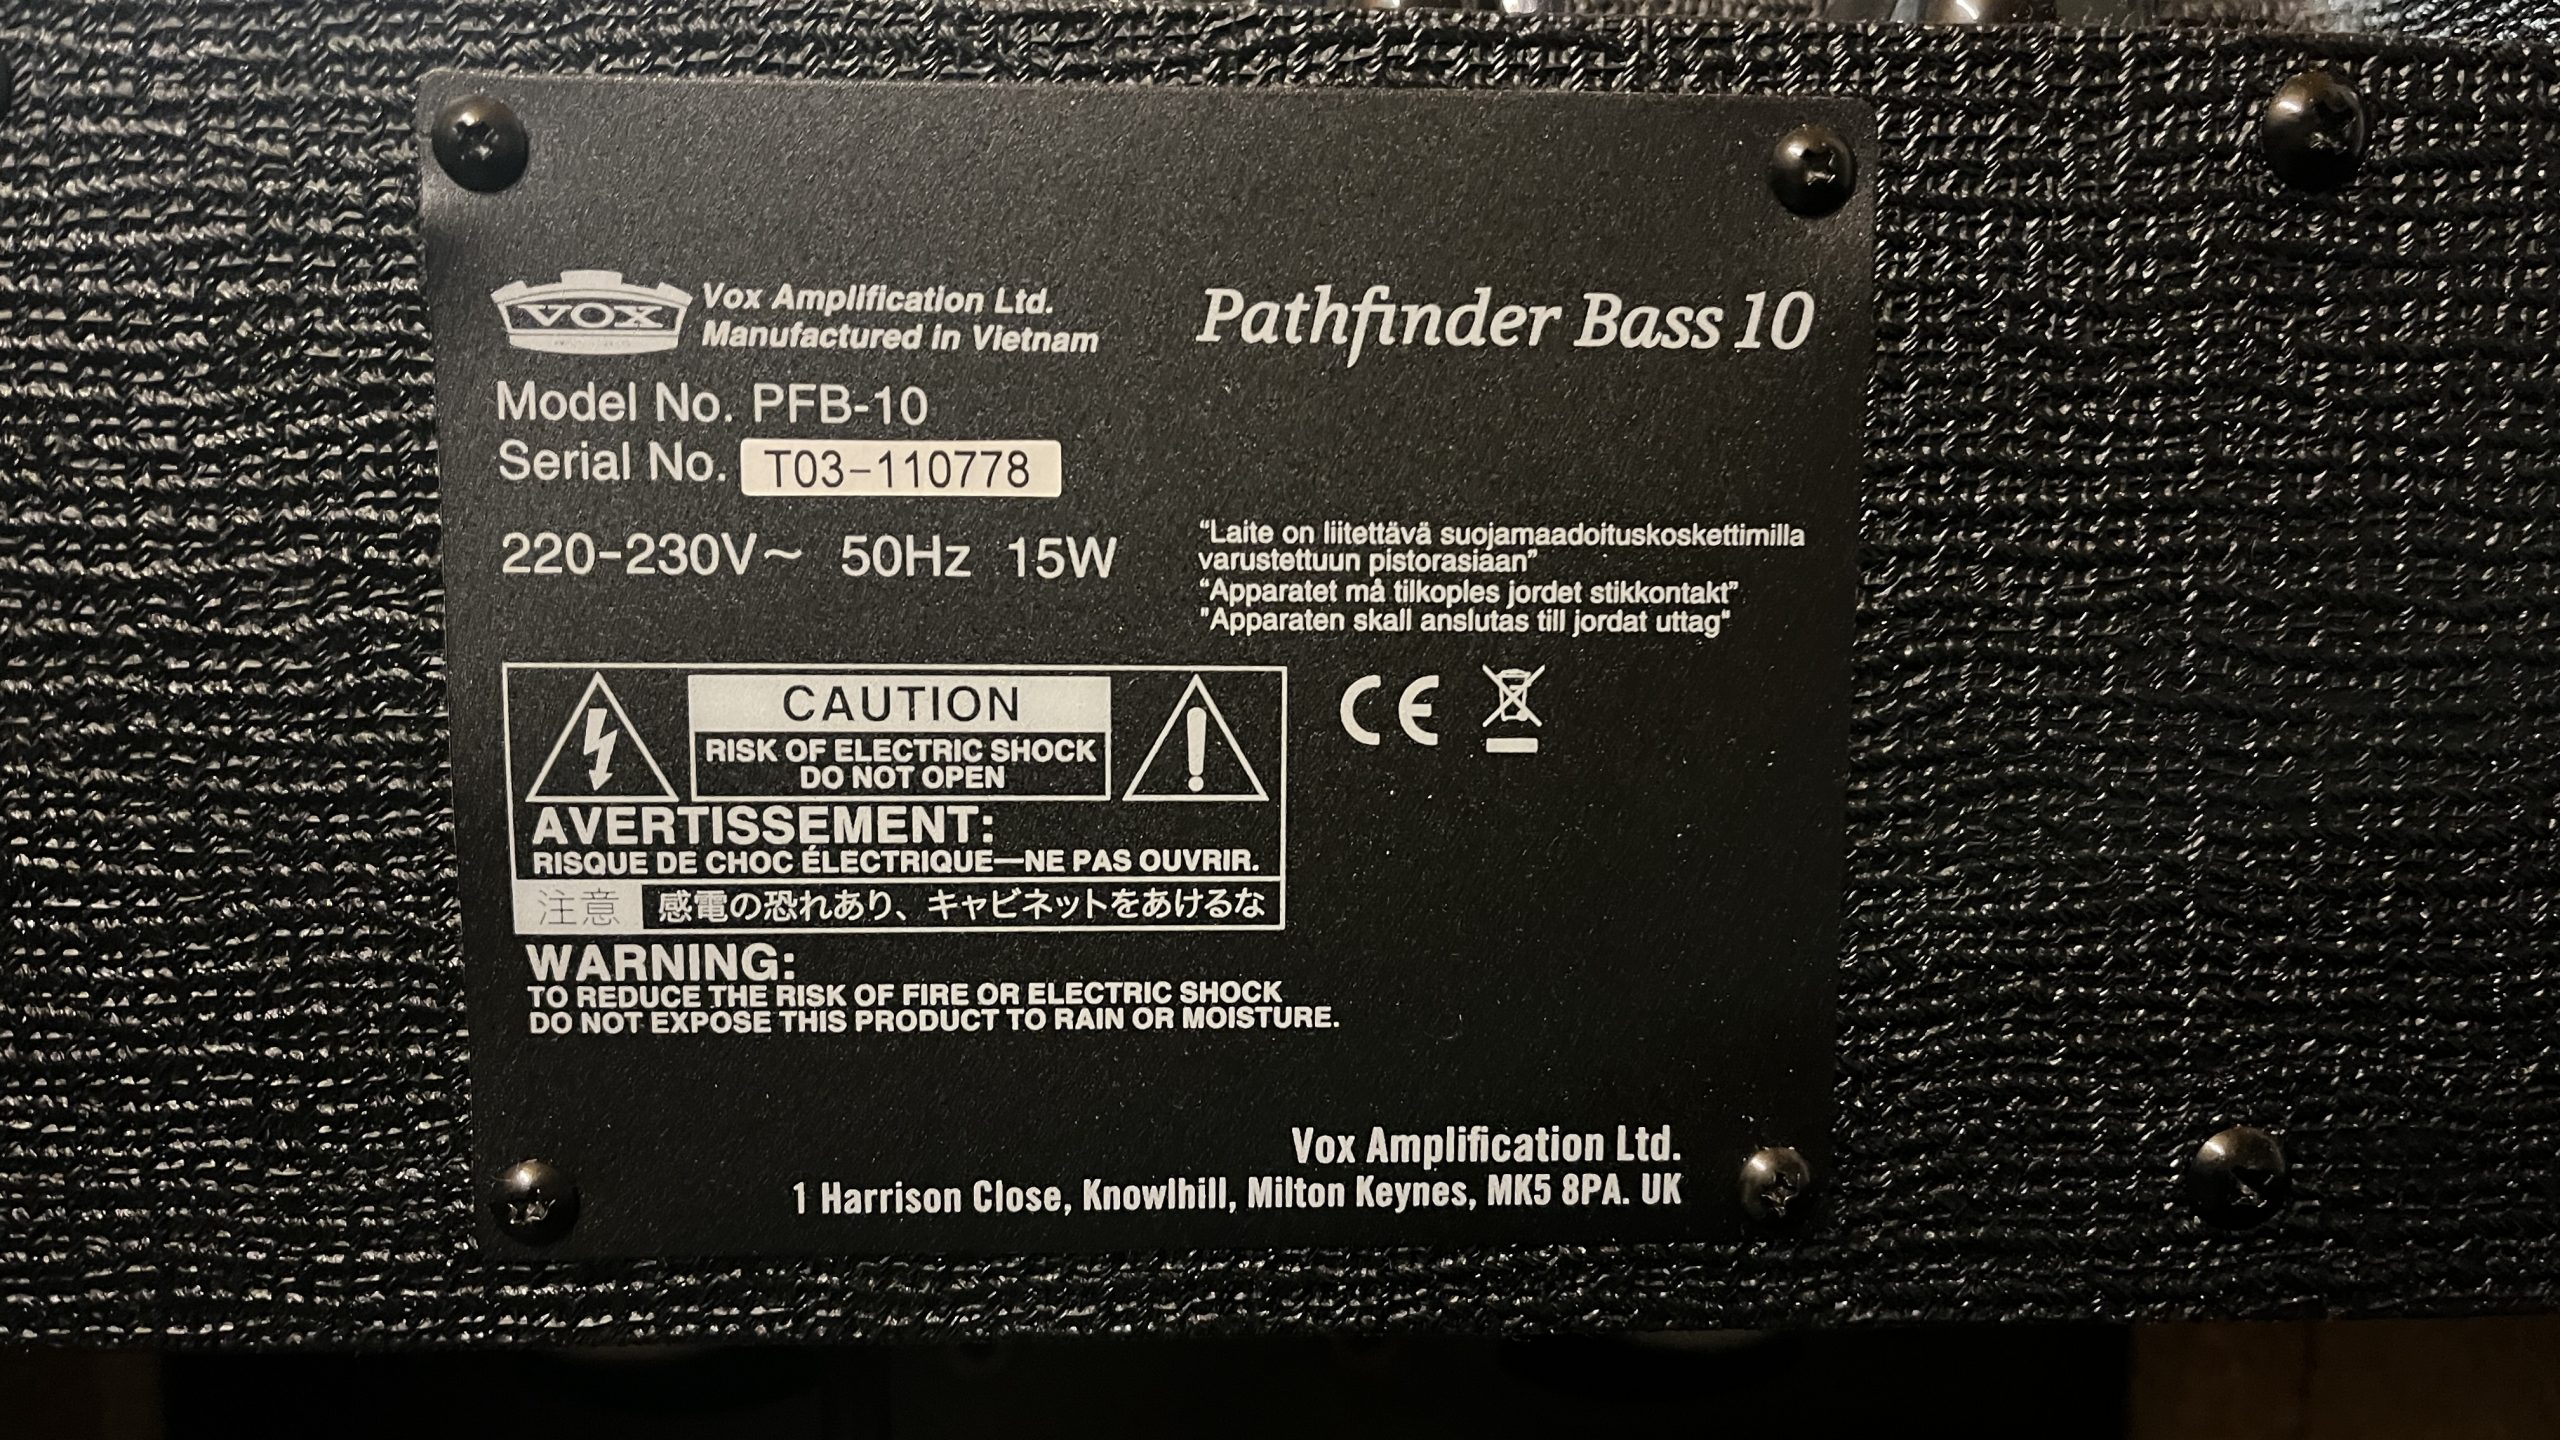 VOX
Vox Amplification Ltd.
Manufactured in Vietnam
Pathfinder Bass 10
Model No. PFB-10
Serial No. T03-110778
220-230V~ 50Hz 15W
“Laite on liitettävä suojamaadoituskoskettimilla
varustettuun pistorasiaan”
“Apparatet må tilkoples jordet stikkontakt”
"Apparaten skall anslutas till jordat uttag"
CAUTION
RISK OF ELECTRIC SHOCK
DO NOT OPEN
AVERTISSEMENT:
RISQUE DE CHOC ÉLECTRIQUE—NE PAS OUVRIR.
注意 感電の恐れあり、キャビネットをあけるな
CE
WARNING:
TO REDUCE THE RISK OF FIRE OR ELECTRIC SHOCK
DO NOT EXPOSE THIS PRODUCT TO RAIN OR MOISTURE.
Vox Amplification Ltd.
1 Harrison Close, Knowlhill, Milton Keynes, MK5 8PA. UK